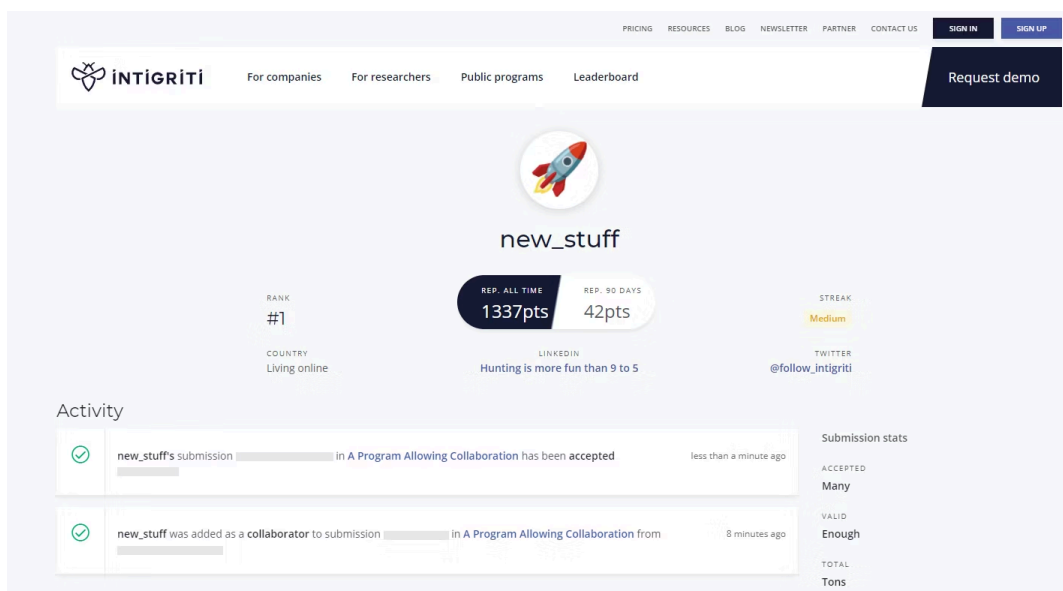 PRICING RESOURCES BLOG NEWSLETTER PARTNER CONTACT US SIGN IN SIGN UP
INTIGRITI For companies For researchers Public programs Leaderboard Request demo
new_stuff
REP. ALL TIME REP. 90 DAYS
1337pts 42pts
RANK STREAK
#1 Medium
COUNTRY LINKEDIN TWITTER
Living online Hunting is more fun than 9 to 5 @follow_intigriti
Activity
Submission stats
new_stuff's submission in A Program Allowing Collaboration has been accepted less than a minute ago
ACCEPTED
Many
VALID
new_stuff was added as a collaborator to submission in A Program Allowing Collaboration from 8 minutes ago
Enough
TOTAL
Tons